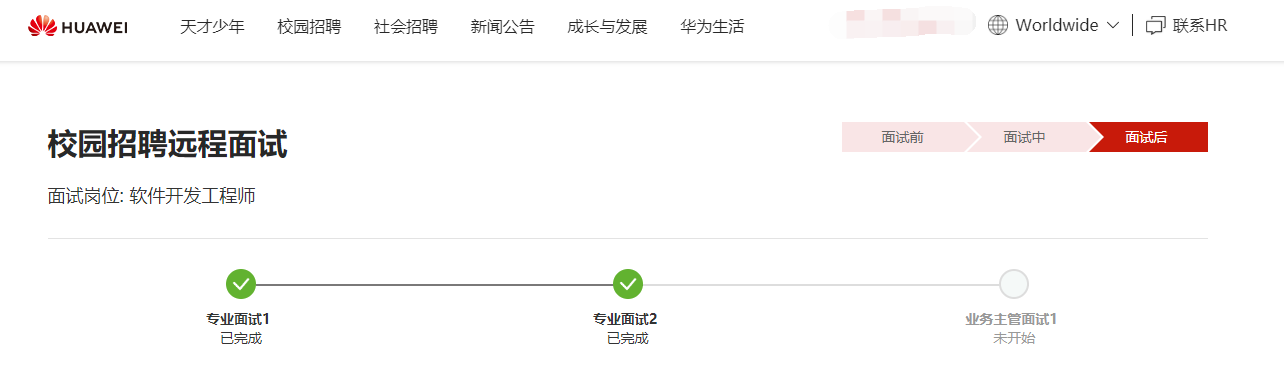 HUAWEI 天才少年 校园招聘 社会招聘 新闻公告 成长与发展 华为生活 Worldwide 联系HR
校园招聘远程面试
面试前 面试中 面试后
面试岗位: 软件开发工程师
专业面试1 专业面试2 业务主管面试1
已完成 已完成 未开始